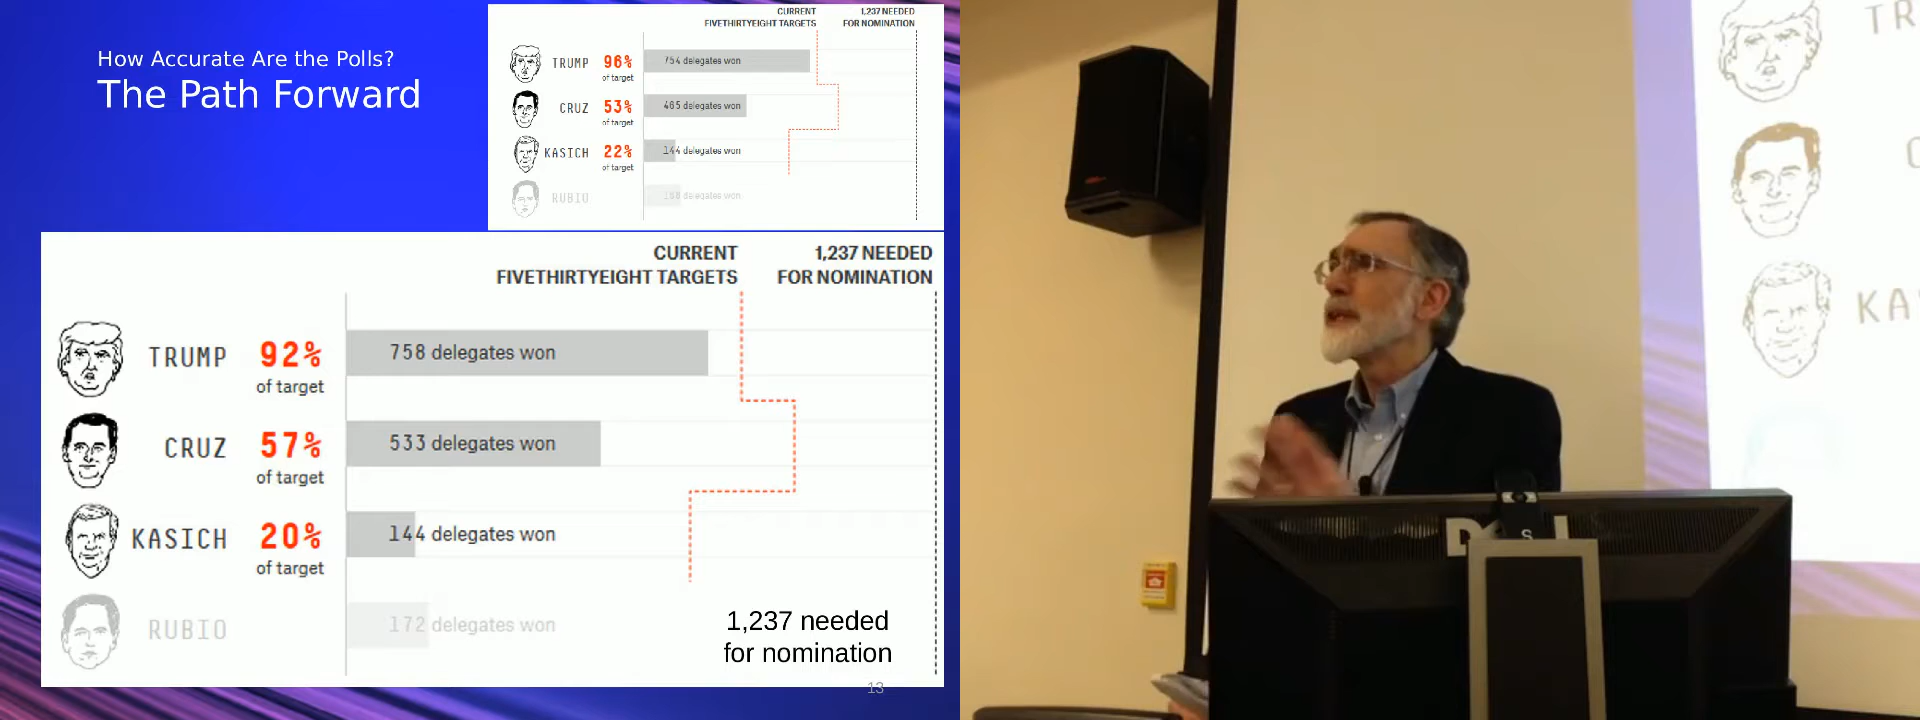 How Accurate Are the Polls?
The Path Forward
CURRENT
FIVETHIRTYEIGHT TARGETS
1,237 NEEDED
FOR NOMINATION
TRUMP 96% 754 delegates won
of target
CRUZ 53% 465 delegates won
of target
KASICH 22% 144 delegates won
of target
RUBIO delegates won
CURRENT
FIVETHIRTYEIGHT TARGETS
1,237 NEEDED
FOR NOMINATION
TRUMP 92% 758 delegates won
of target
CRUZ 57% 533 delegates won
of target
KASICH 20% 144 delegates won
of target
RUBIO 172 delegates won
1,237 needed
for nomination
13
TR
C
KA
S